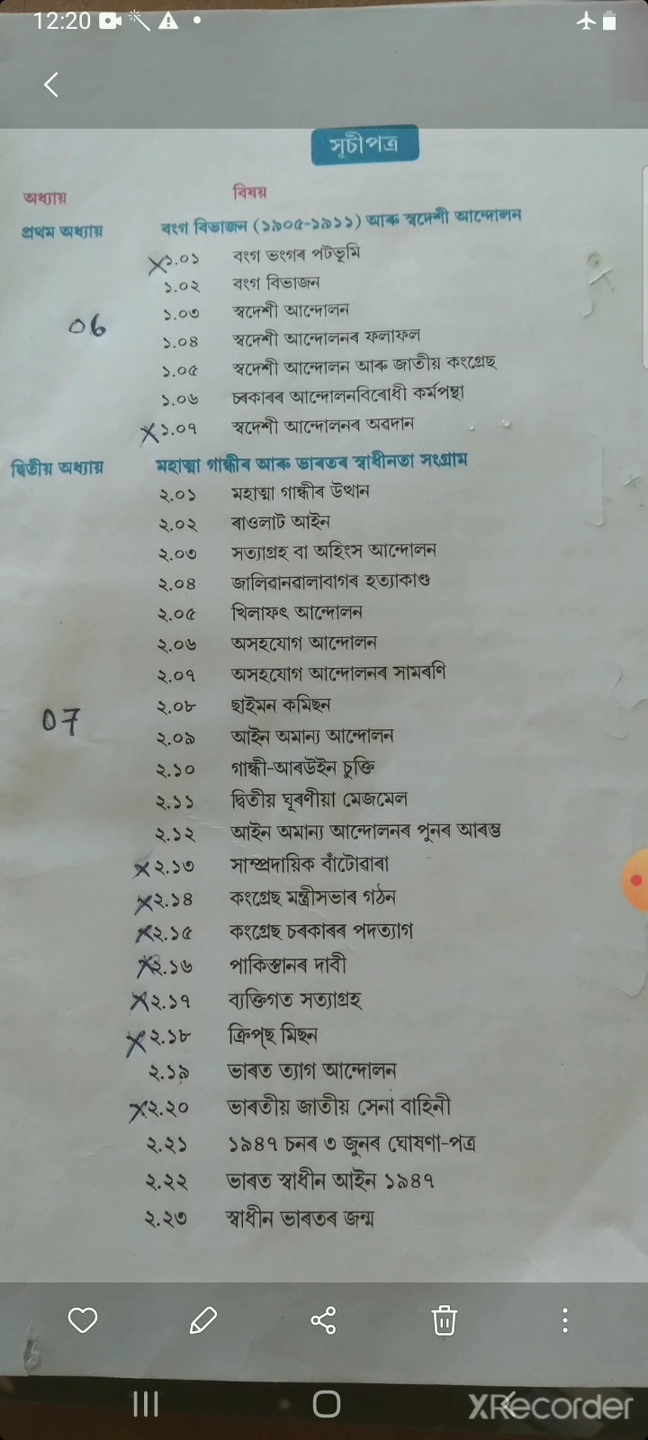 12:20
সূচীপত্ৰ
অধ্যায় বিষয়
প্ৰথম অধ্যায় বংগ বিভাজন (১৯০৫-১৯১১) আৰু স্বদেশী আন্দোলন
১.০১ বংগ ভংগৰ পটভূমি
১.০২ বংগ বিভাজন
১.০৩ স্বদেশী আন্দোলন
06
১.০৪ স্বদেশী আন্দোলনৰ ফলাফল
১.০৫ স্বদেশী আন্দোলন আৰু জাতীয় কংগ্ৰেছ
১.০৬ চৰকাৰৰ আন্দোলনবিৰোধী কৰ্মপন্থা
X ১.০৭ স্বদেশী আন্দোলনৰ অৱদান
দ্বিতীয় অধ্যায় মহাত্মা গান্ধীৰ আৰু ভাৰতৰ স্বাধীনতা সংগ্ৰাম
২.০১ মহাত্মা গান্ধীৰ উত্থান
২.০২ ৰাওলাট আইন
২.০৩ সত্যাগ্ৰহ বা অহিংস আন্দোলন
২.০৪ জালিৱানৱালাবাগৰ হত্যাকাণ্ড
২.০৫ খিলাফৎ আন্দোলন
২.০৬ অসহযোগ আন্দোলন
২.০৭ অসহযোগ আন্দোলনৰ সামৰণি
07
২.০৮ ছাইমন কমিছন
২.০৯ আইন অমান্য আন্দোলন
২.১০ গান্ধী-আৰউইন চুক্তি
২.১১ দ্বিতীয় ঘূৰণীয়া মেজমেল
২.১২ আইন অমান্য আন্দোলনৰ পুনৰ আৰম্ভ
X ২.১৩ সাম্প্ৰদায়িক বাঁটোৱাৰা
X ২.১৪ কংগ্ৰেছ মন্ত্ৰীসভাৰ গঠন
X ২.১৫ কংগ্ৰেছ চৰকাৰৰ পদত্যাগ
X ২.১৬ পাকিস্তানৰ দাবী
X ২.১৭ ব্যক্তিগত সত্যাগ্ৰহ
X ২.১৮ ক্ৰিপ্‌ছ মিছন
২.১৯ ভাৰত ত্যাগ আন্দোলন
X ২.২০ ভাৰতীয় জাতীয় সেনা বাহিনী
২.২১ ১৯৪৭ চনৰ ৩ জুনৰ ঘোষণা-পত্ৰ
২.২২ ভাৰত স্বাধীন আইন ১৯৪৭
২.২৩ স্বাধীন ভাৰতৰ জন্ম
XRecorder